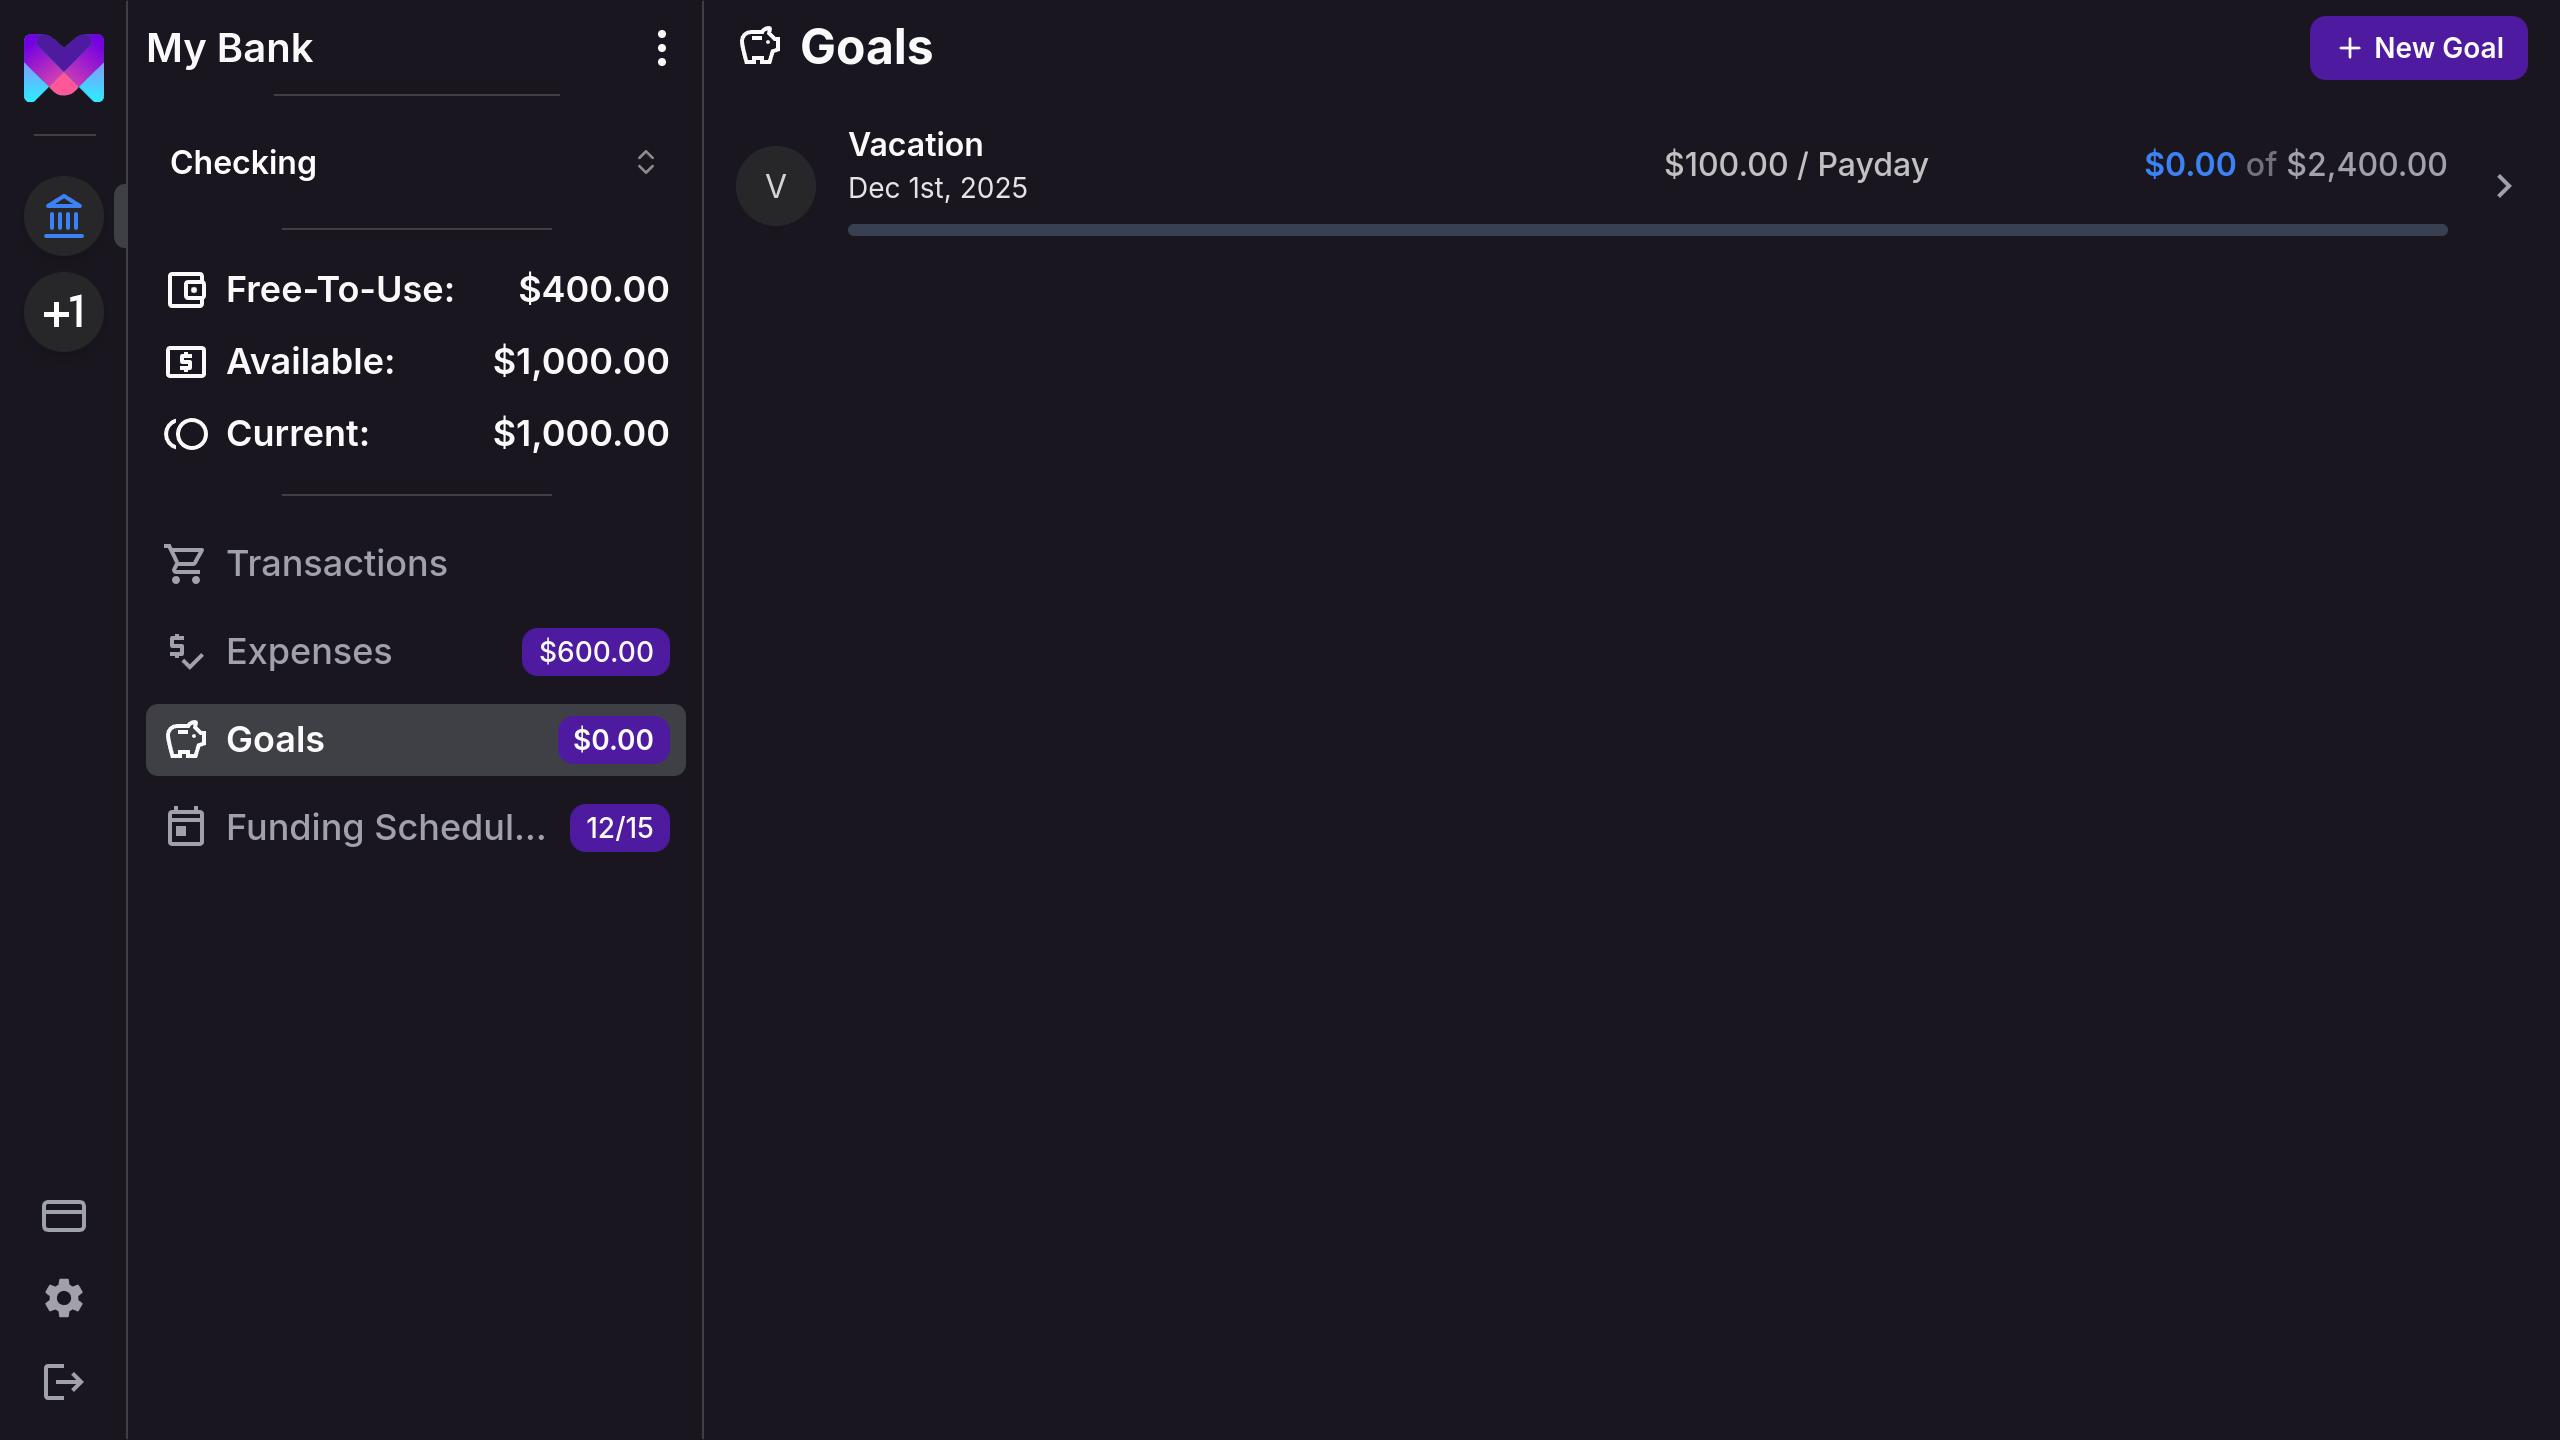 My Bank
Checking
Free-To-Use: $400.00
Available: $1,000.00
Current: $1,000.00
Transactions
Expenses $600.00
Goals $0.00
Funding Schedul... 12/15
+1
Goals
+ New Goal
V
Vacation
Dec 1st, 2025
$100.00 / Payday
$0.00 of $2,400.00